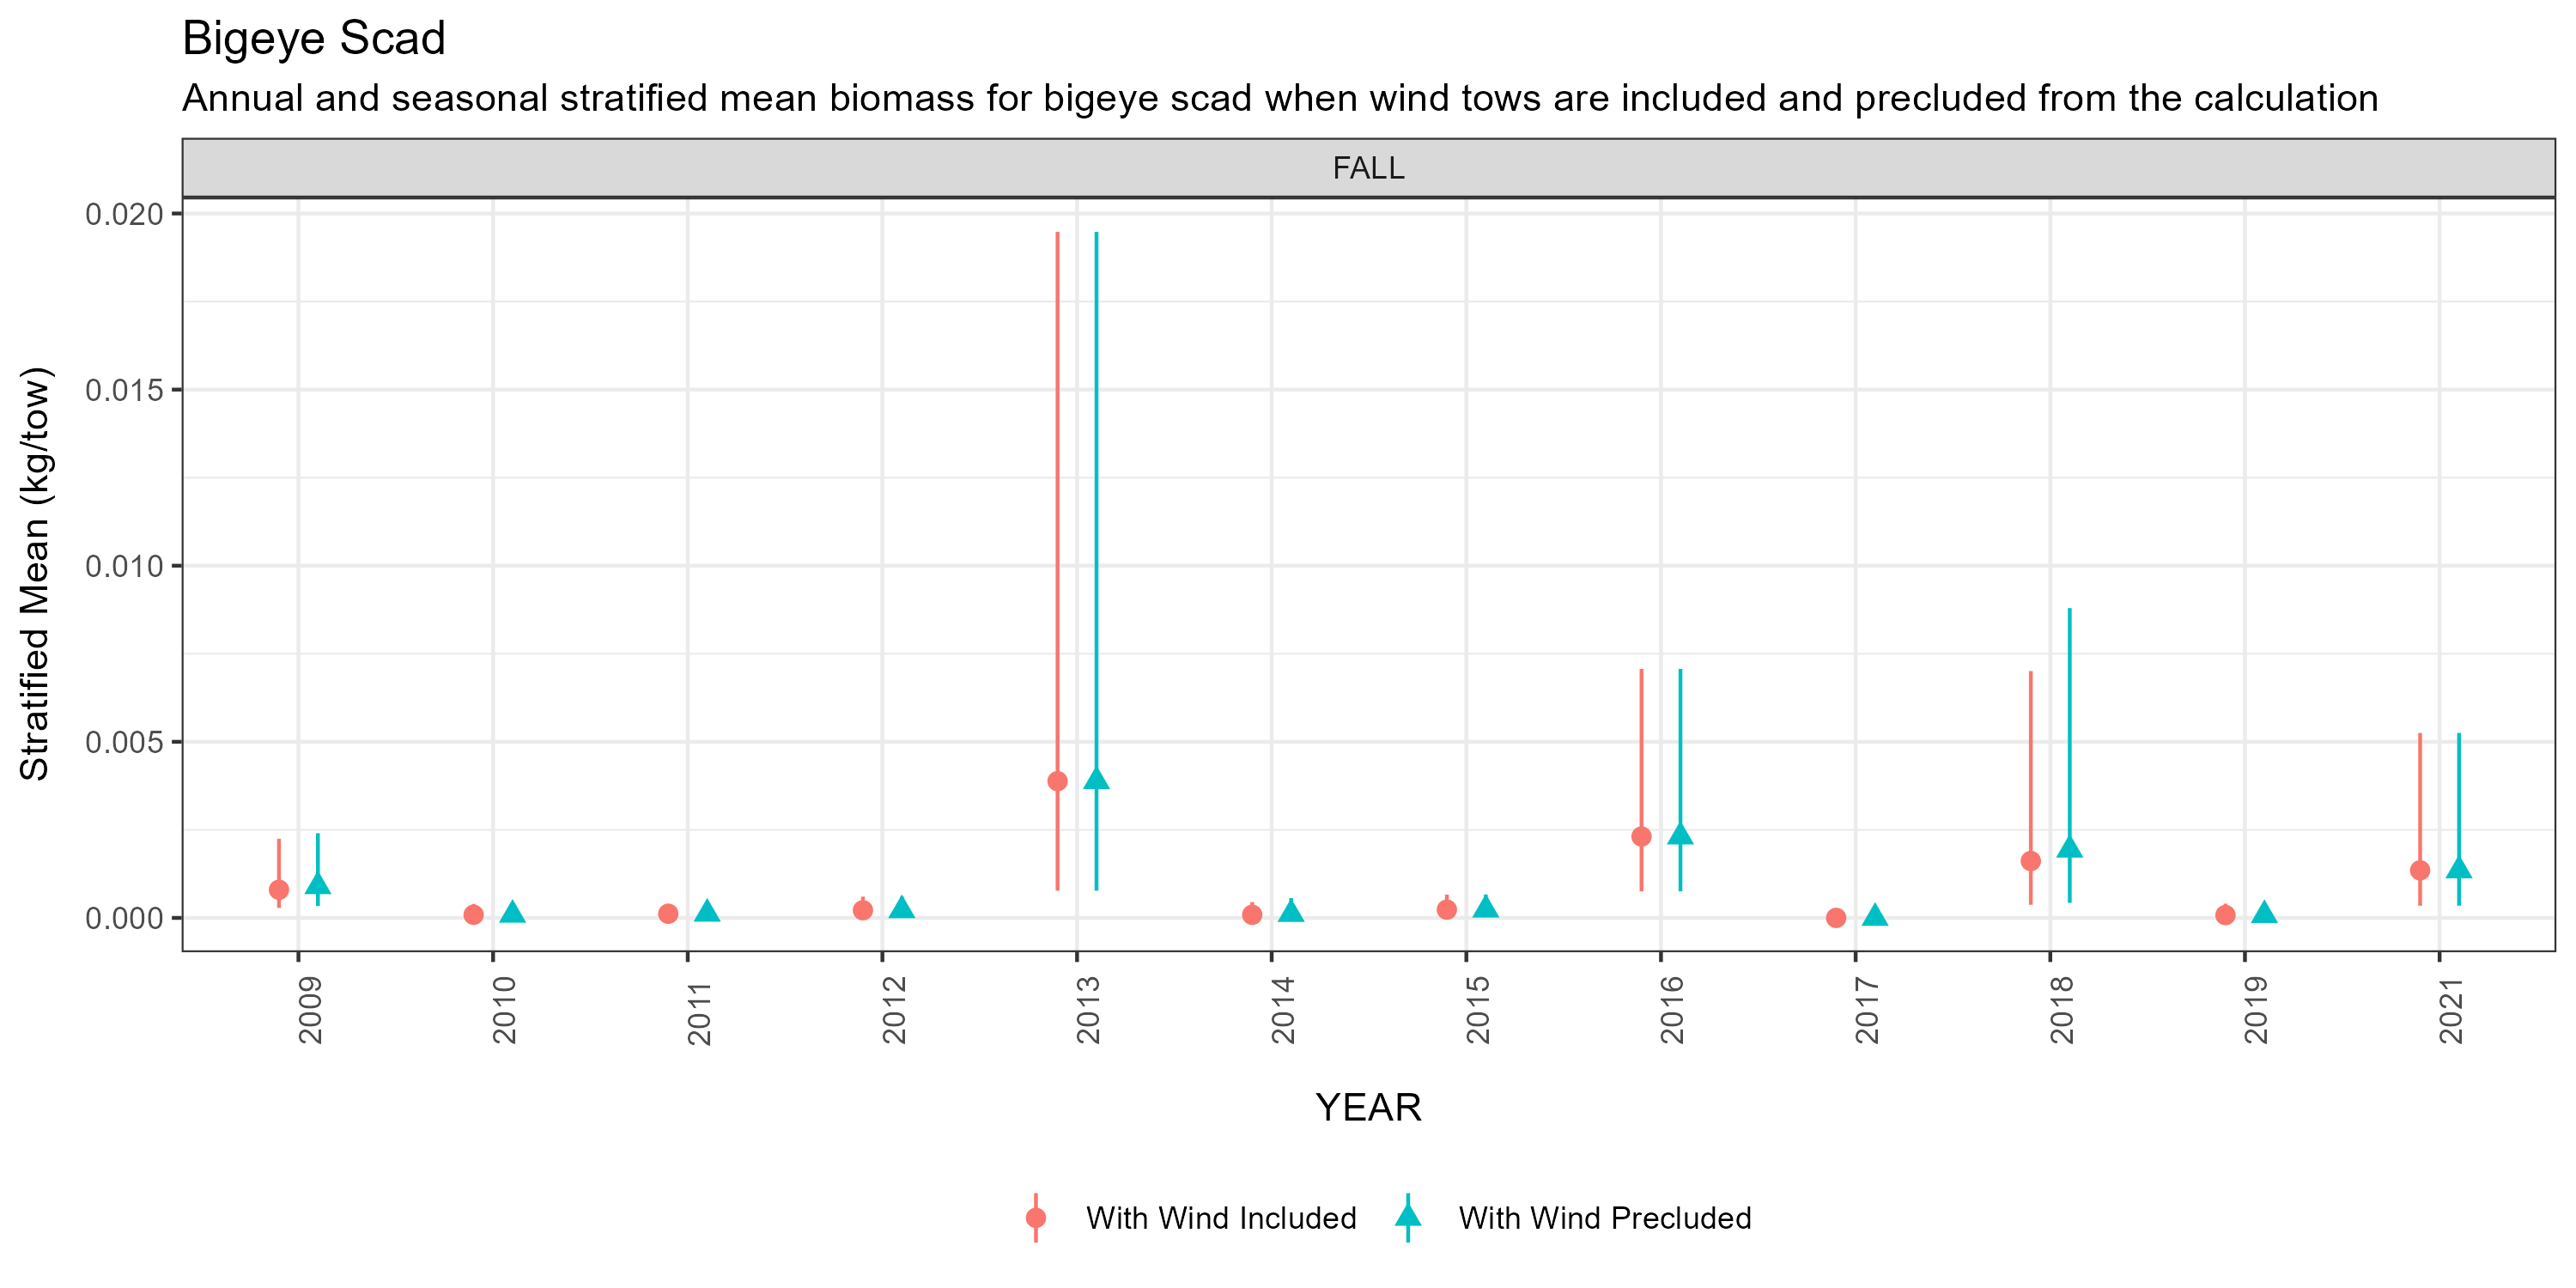 Bigeye Scad
Annual and seasonal stratified mean biomass for bigeye scad when wind tows are included and precluded from the calculation
FALL
Stratified Mean (kg/tow)
0.020
0.015
0.010
0.005
0.000
2009
2010
2011
2012
2013
2014
2015
2016
2017
2018
2019
2021
YEAR
With Wind Included
With Wind Precluded